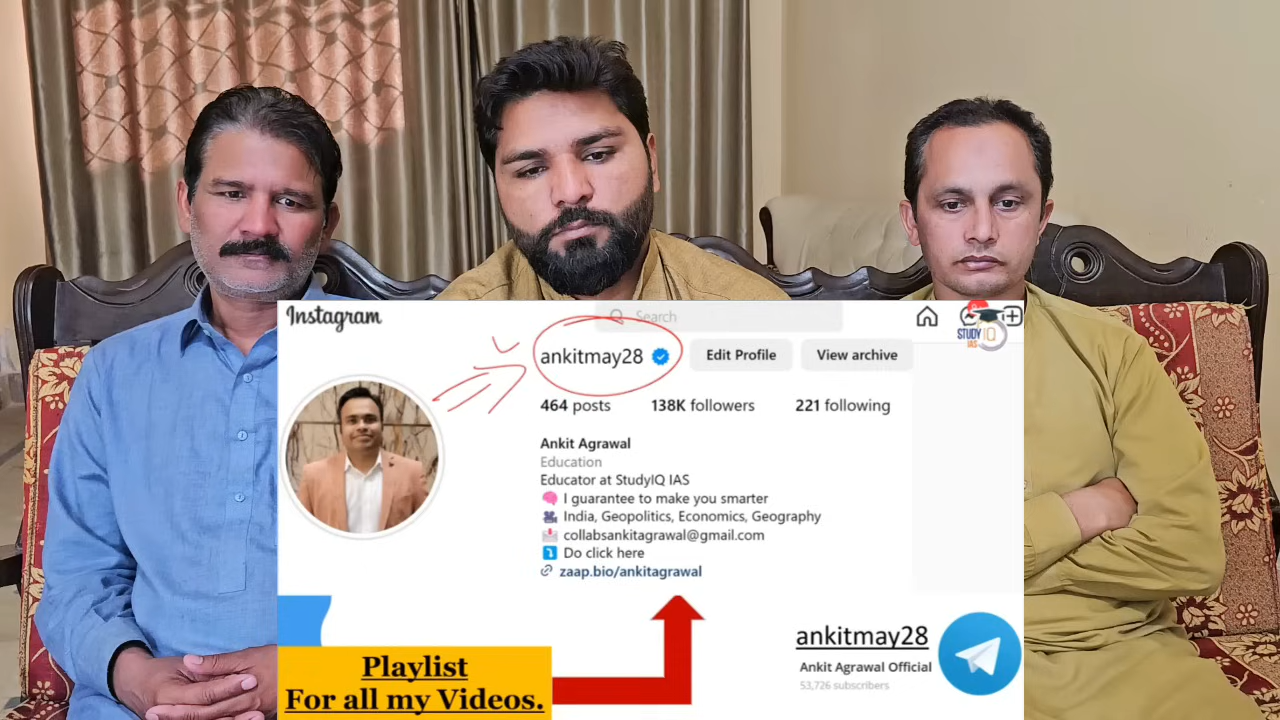 Instagram
Search
STUDY IQ
IAS
ankitmay28
Edit Profile
View archive
464 posts
138K followers
221 following
Ankit Agrawal
Education
Educator at StudyIQ IAS
I guarantee to make you smarter
India, Geopolitics, Economics, Geography
collabsankitagrawal@gmail.com
Do click here
zaap.bio/ankitagrawal
ankitmay28
Ankit Agrawal Official
53,726 subscribers
Playlist
For all my Videos.